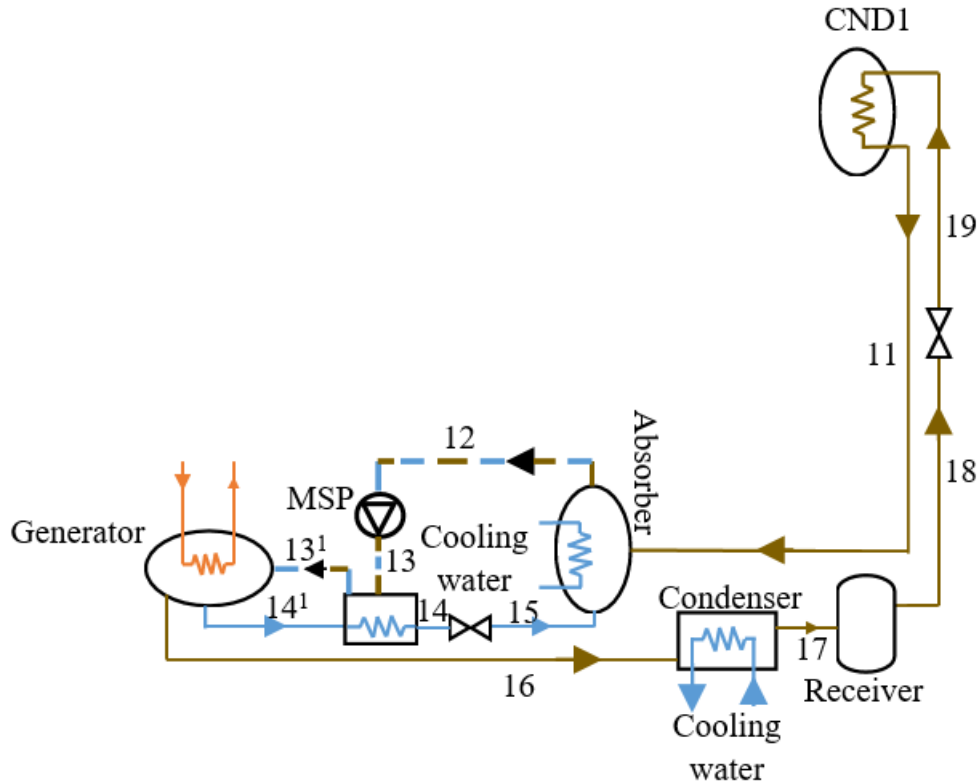 CND1
19
11
18
12
Absorber
MSP
Generator
Cooling
water
13¹
13
14¹
14
15
Condenser
17
16
Receiver
Cooling
water